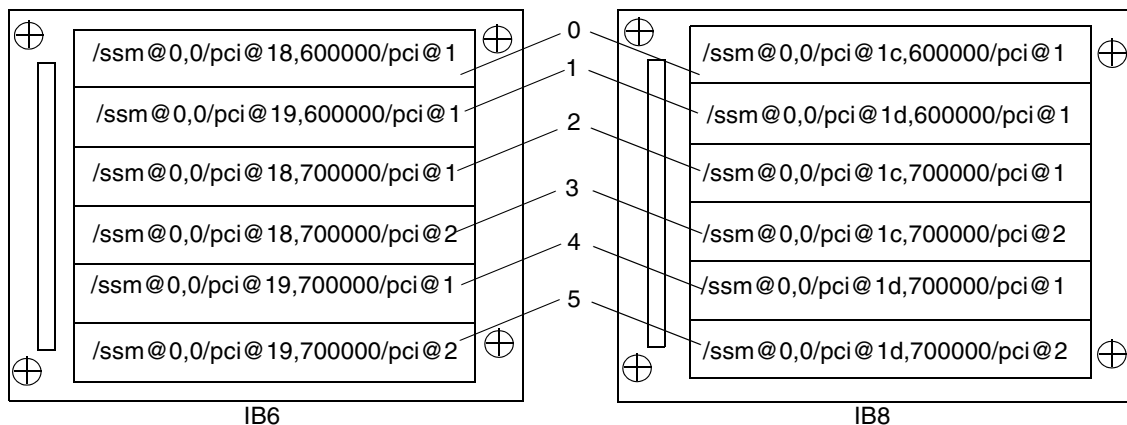 /ssm@0,0/pci@18,600000/pci@1
/ssm@0,0/pci@19,600000/pci@1
/ssm@0,0/pci@18,700000/pci@1
/ssm@0,0/pci@18,700000/pci@2
/ssm@0,0/pci@19,700000/pci@1
/ssm@0,0/pci@19,700000/pci@2
IB6
0
1
2
3
4
5
/ssm@0,0/pci@1c,600000/pci@1
/ssm@0,0/pci@1d,600000/pci@1
/ssm@0,0/pci@1c,700000/pci@1
/ssm@0,0/pci@1c,700000/pci@2
/ssm@0,0/pci@1d,700000/pci@1
/ssm@0,0/pci@1d,700000/pci@2
IB8